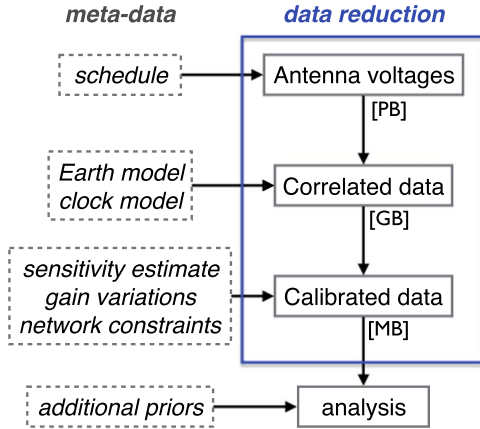 meta-data
data reduction
schedule
Antenna voltages
[PB]
Earth model
clock model
Correlated data
[GB]
sensitivity estimate
gain variations
network constraints
Calibrated data
[MB]
additional priors
analysis